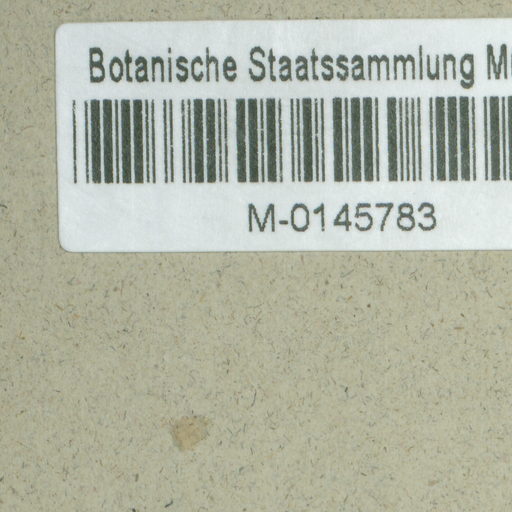 Botanische Staatssammlung
M-0145783